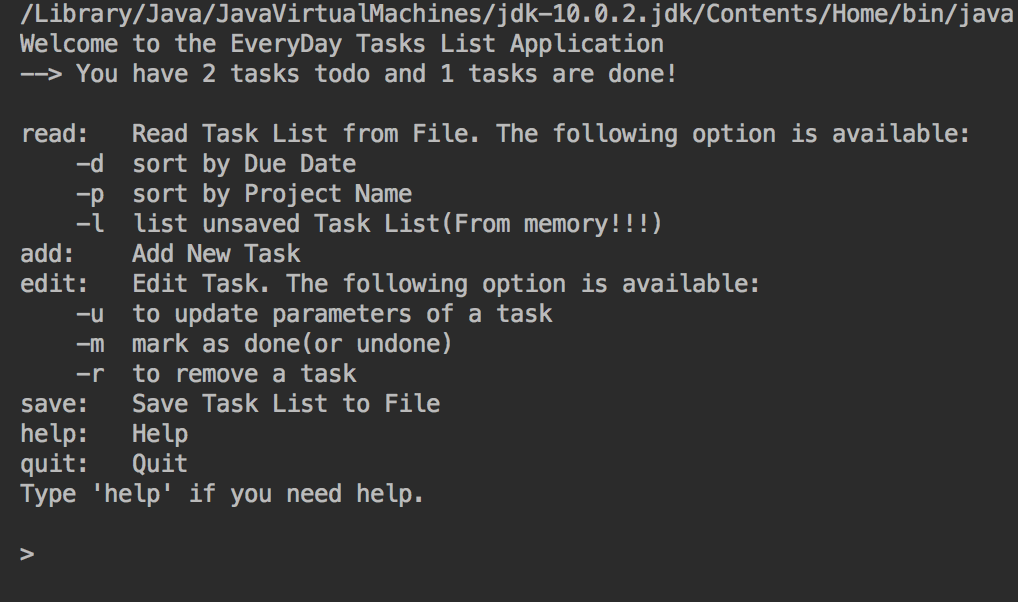 /Library/Java/JavaVirtualMachines/jdk-10.0.2.jdk/Contents/Home/bin/java
Welcome to the EveryDay Tasks List Application
--> You have 2 tasks todo and 1 tasks are done!
read:   Read Task List from File. The following option is available:
    -d  sort by Due Date
    -p  sort by Project Name
    -l  list unsaved Task List(From memory!!!)
add:    Add New Task
edit:   Edit Task. The following option is available:
    -u  to update parameters of a task
    -m  mark as done(or undone)
    -r  to remove a task
save:   Save Task List to File
help:   Help
quit:   Quit
Type 'help' if you need help.
>